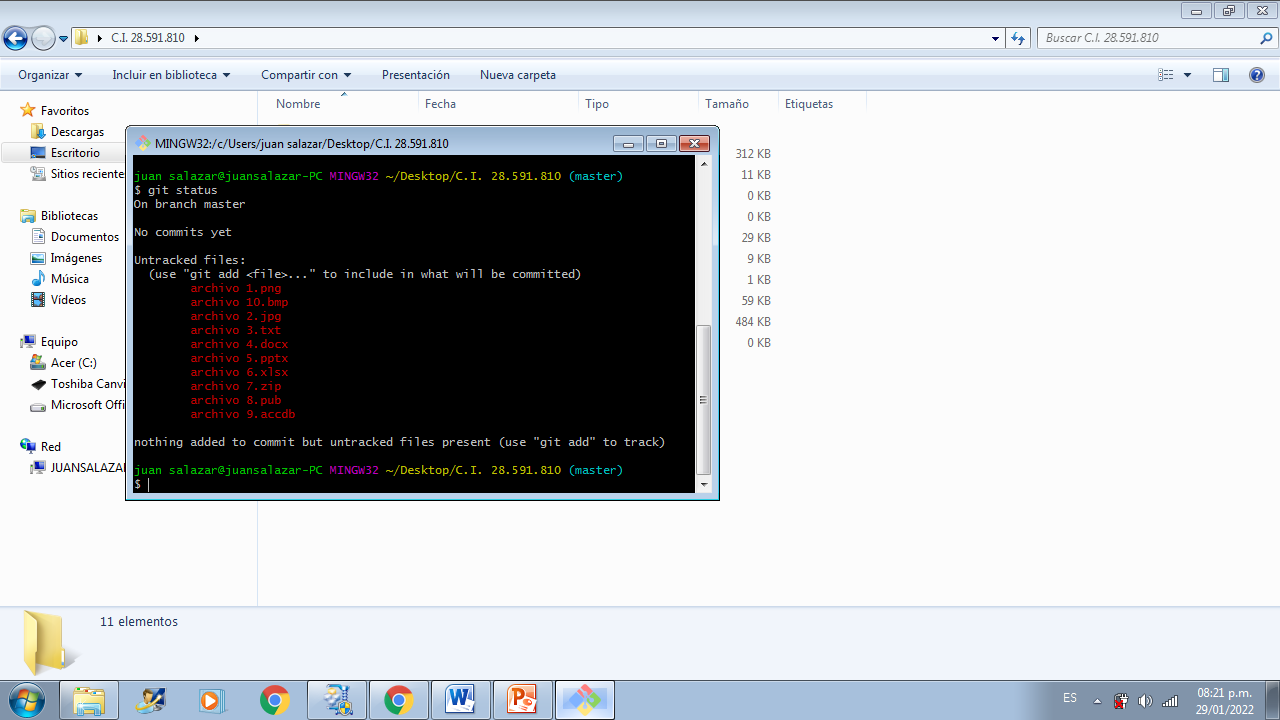 C.I. 28.591.810
Buscar C.I. 28.591.810
Organizar
Incluir en biblioteca
Compartir con
Presentación
Nueva carpeta
Nombre
Fecha
Tipo
Tamaño
Etiquetas
Favoritos
Descargas
Escritorio
Sitios reciente
Bibliotecas
Documentos
Imágenes
Música
Vídeos
Equipo
Acer (C:)
Toshiba Canvi
Microsoft Offi
Red
JUANSALAZAR
MINGW32:/c/Users/juan salazar/Desktop/C.I. 28.591.810
juan salazar@juansalazar-PC MINGW32 ~/Desktop/C.I. 28.591.810 (master)
$ git status
On branch master
No commits yet
Untracked files:
(use "git add <file>..." to include in what will be committed)
archivo 1.png
archivo 10.bmp
archivo 2.jpg
archivo 3.txt
archivo 4.docx
archivo 5.pptx
archivo 6.xlsx
archivo 7.zip
archivo 8.pub
archivo 9.accdb
nothing added to commit but untracked files present (use "git add" to track)
juan salazar@juansalazar-PC MINGW32 ~/Desktop/C.I. 28.591.810 (master)
$
312 KB
11 KB
0 KB
0 KB
29 KB
9 KB
1 KB
59 KB
484 KB
0 KB
11 elementos
ES
08:21 p.m.
29/01/2022